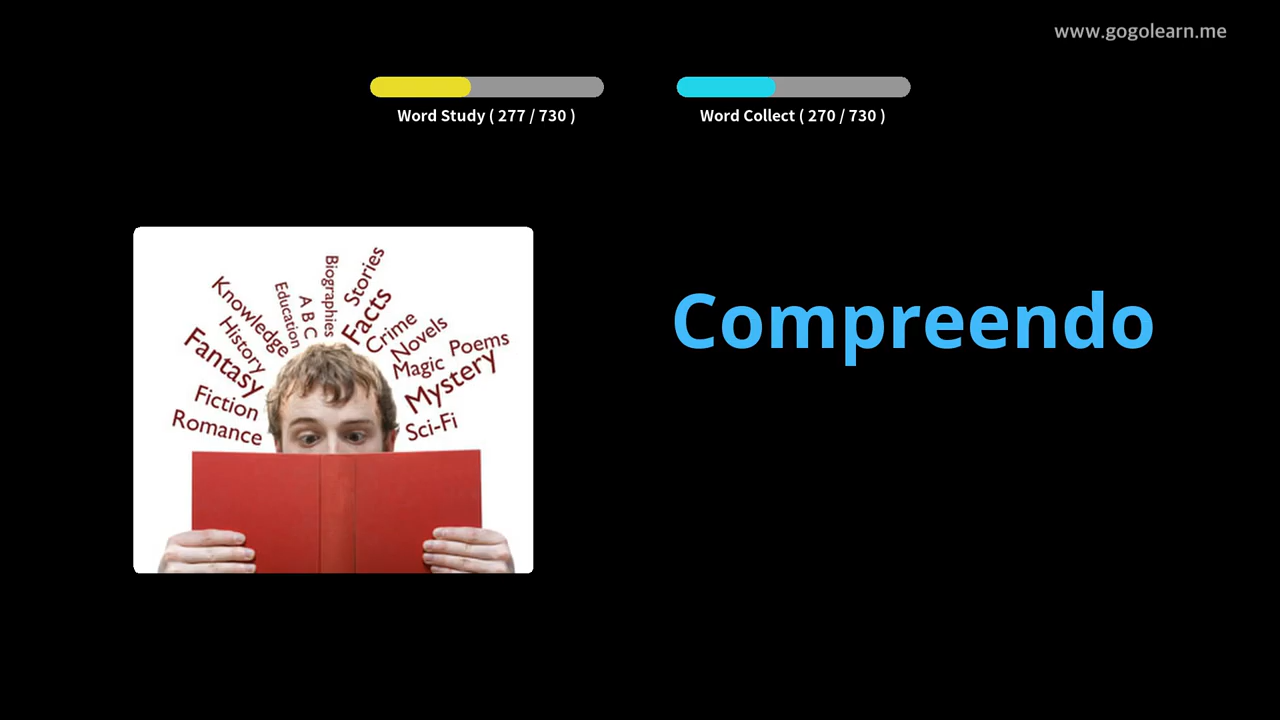 www.gogolearn.me
Word Study ( 277 / 730 )
Word Collect ( 270 / 730 )
Compreendo
Biographies
Stories
Education
A B C
Facts
Knowledge
Crime
History
Novels
Fantasy
Magic
Poems
Mystery
Fiction
Romance
Sci-Fi